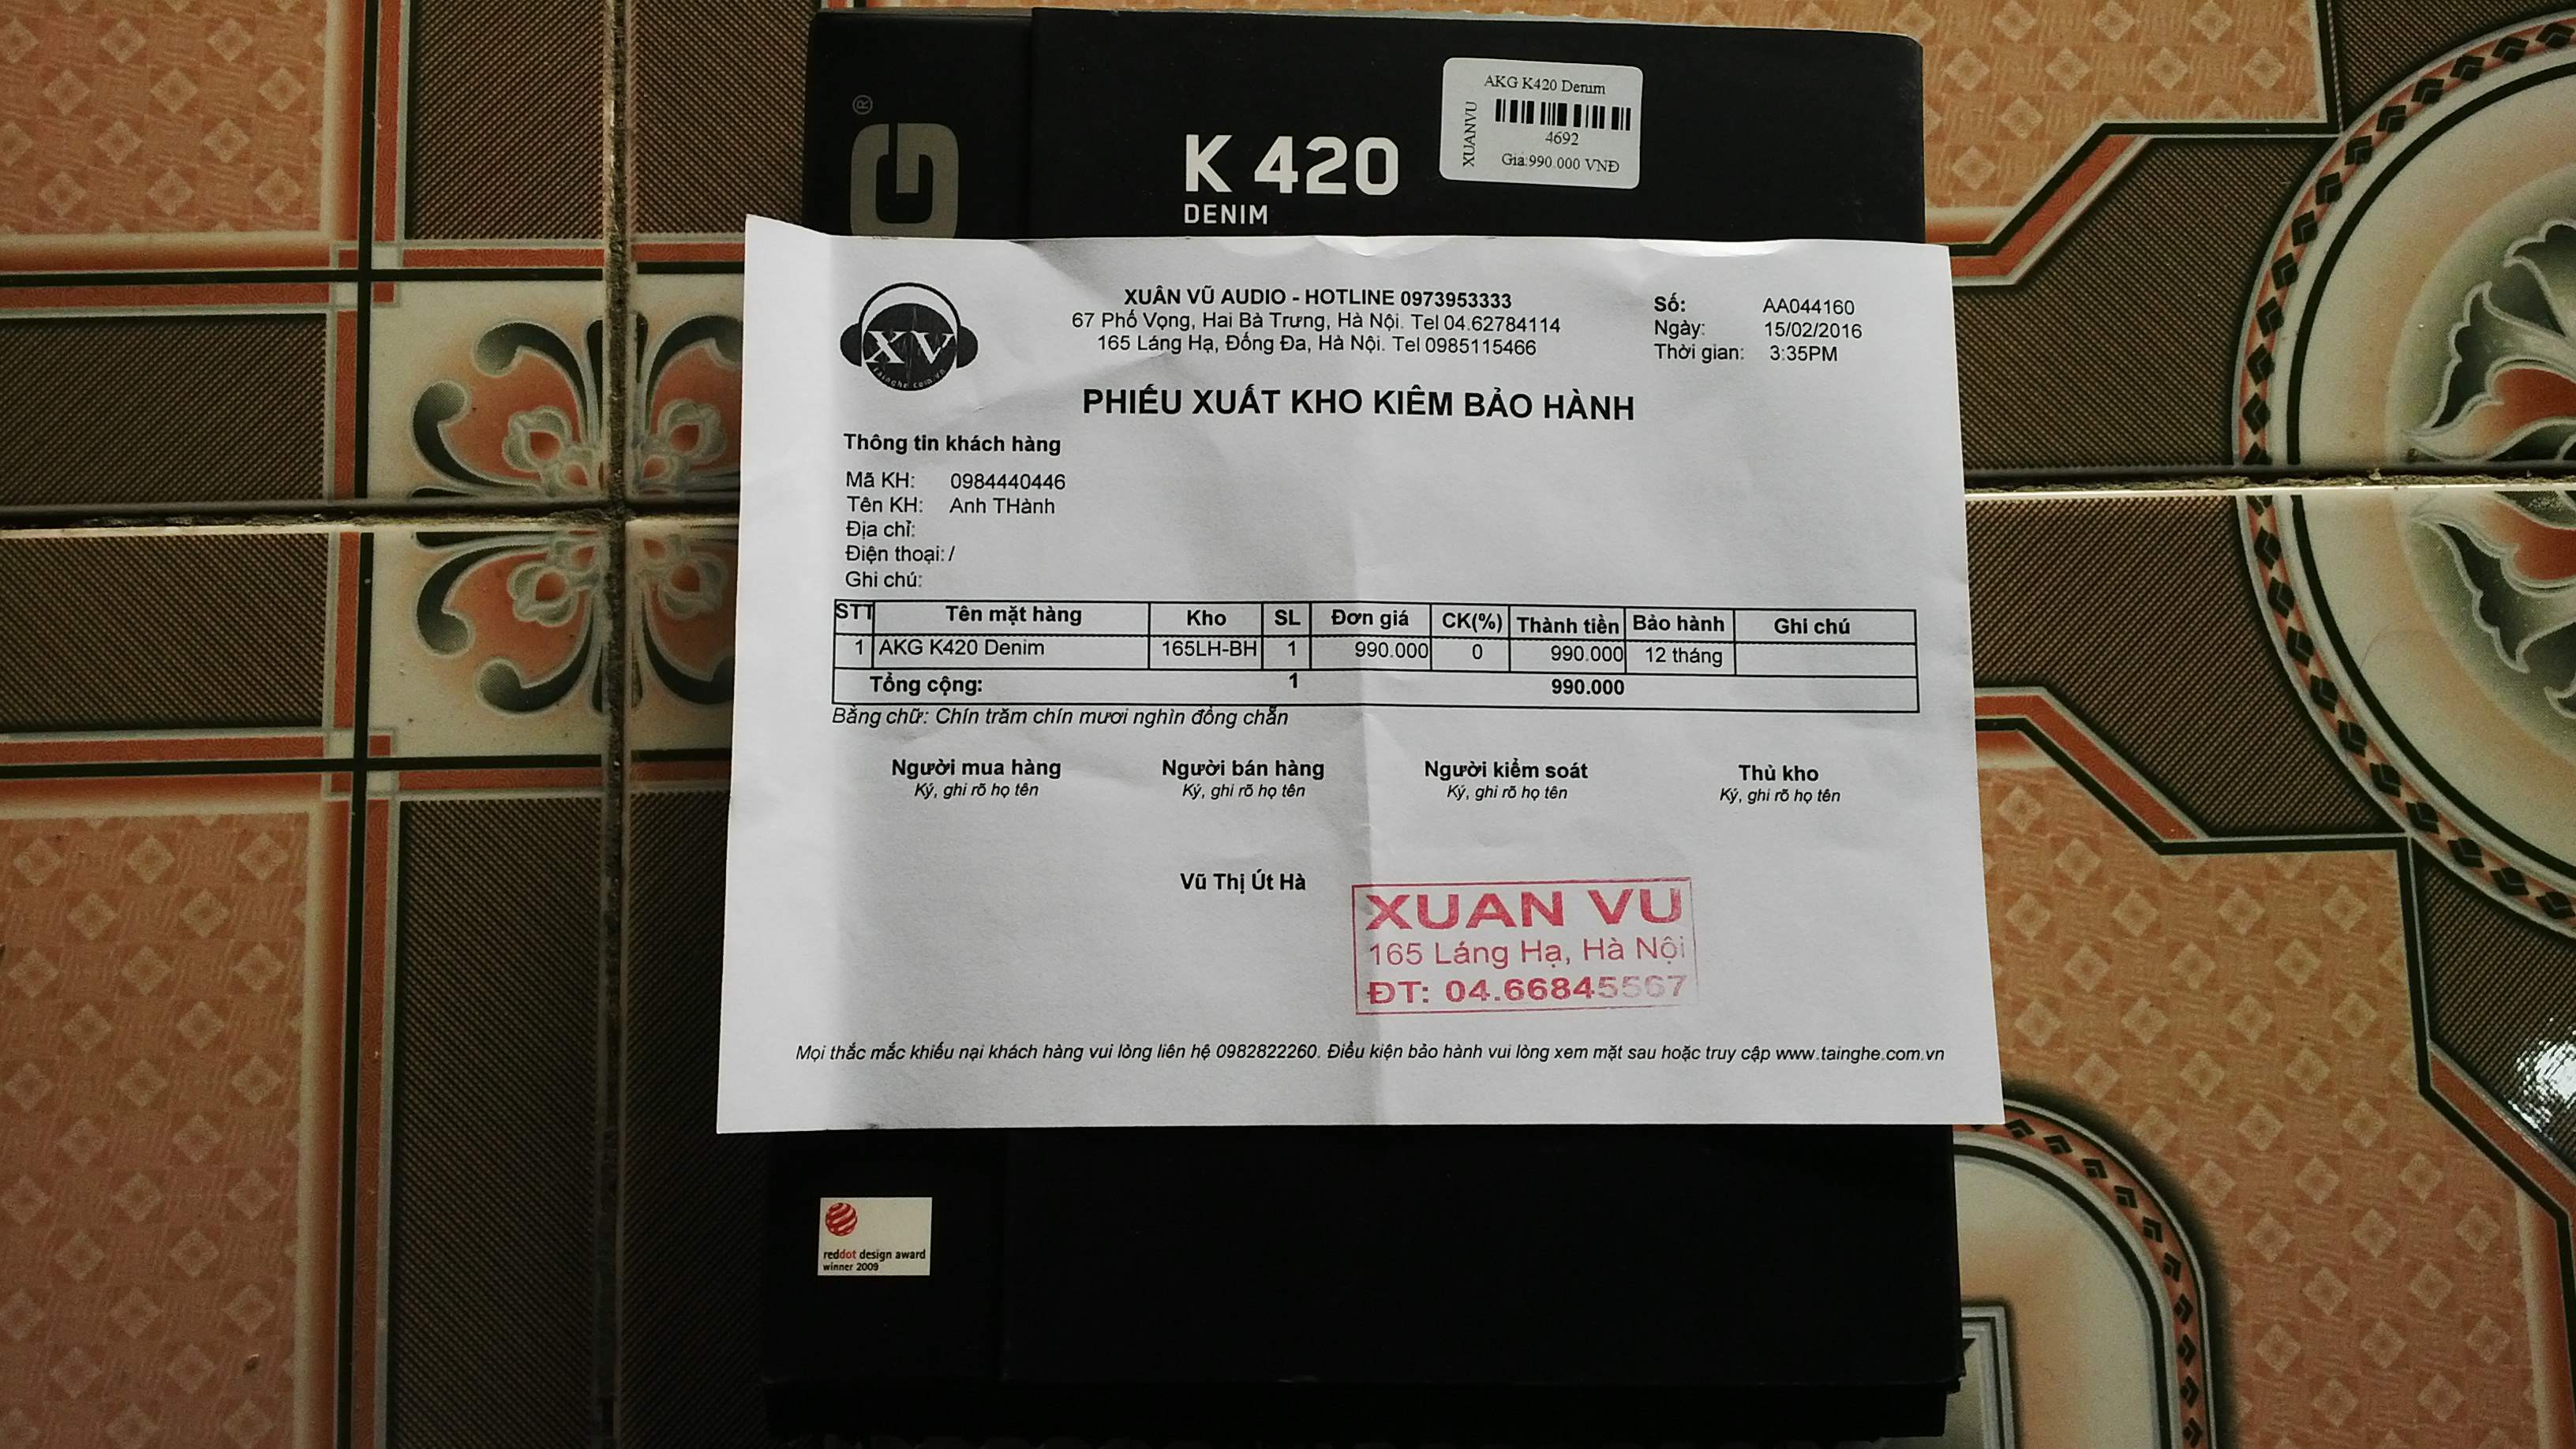 G®
K 420
DENIM
AKG K420 Denim
XUANVU
4692
Giá:990.000 VNĐ
XV
tainghe.com.vn
XUÂN VŨ AUDIO - HOTLINE 0973953333
67 Phố Vọng, Hai Bà Trưng, Hà Nội. Tel 04.62784114
165 Láng Hạ, Đống Đa, Hà Nội. Tel 0985115466
Số: AA044160
Ngày: 15/02/2016
Thời gian: 3:35PM
PHIẾU XUẤT KHO KIÊM BẢO HÀNH
Thông tin khách hàng
Mã KH: 0984440446
Tên KH: Anh THành
Địa chỉ:
Điện thoại: /
Ghi chú:
STT Tên mặt hàng Kho SL Đơn giá CK(%) Thành tiền Bảo hành Ghi chú
1 AKG K420 Denim 165LH-BH 1 990.000 0 990.000 12 tháng
Tổng cộng: 1 990.000
Bằng chữ: Chín trăm chín mươi nghìn đồng chẵn
Người mua hàng Người bán hàng Người kiểm soát Thủ kho
Ký, ghi rõ họ tên Ký, ghi rõ họ tên Ký, ghi rõ họ tên Ký, ghi rõ họ tên
Vũ Thị Út Hà
XUAN VU
165 Láng Hạ, Hà Nội
ĐT: 04.66845567
Mọi thắc mắc khiếu nại khách hàng vui lòng liên hệ 0982822260. Điều kiện bảo hành vui lòng xem mặt sau hoặc truy cập www.tainghe.com.vn
reddot design award
winner 2009